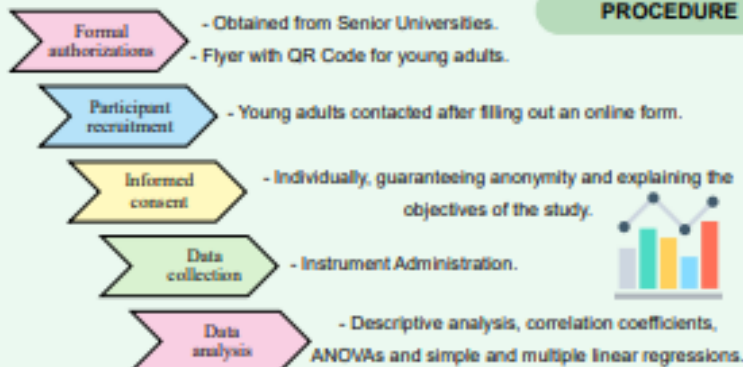 PROCEDURE
Formal
authorizations
- Obtained from Senior Universities.
- Flyer with QR Code for young adults.
Participant
recruitment
- Young adults contacted after filling out an online form.
Informed
consent
- Individually, guaranteeing anonymity and explaining the
objectives of the study.
Data
collection
- Instrument Administration.
Data
analysis
- Descriptive analysis, correlation coefficients,
ANOVAs and simple and multiple linear regressions.